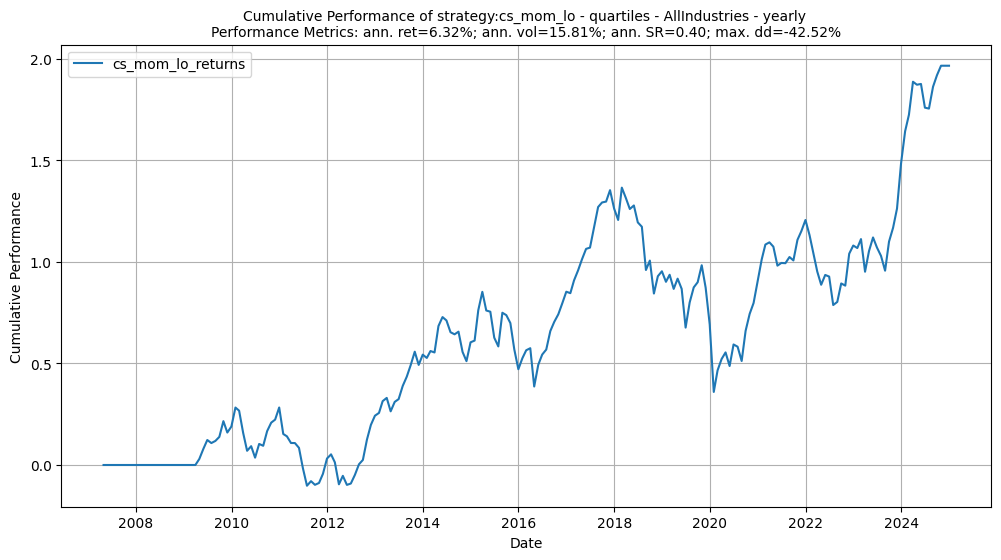 Cumulative Performance of strategy:cs_mom_lo - quartiles - AllIndustries - yearly
Performance Metrics: ann. ret=6.32%; ann. vol=15.81%; ann. SR=0.40; max. dd=-42.52%
cs_mom_lo_returns
Cumulative Performance
2.0
1.5
1.0
0.5
0.0
2008 2010 2012 2014 2016 2018 2020 2022 2024
Date